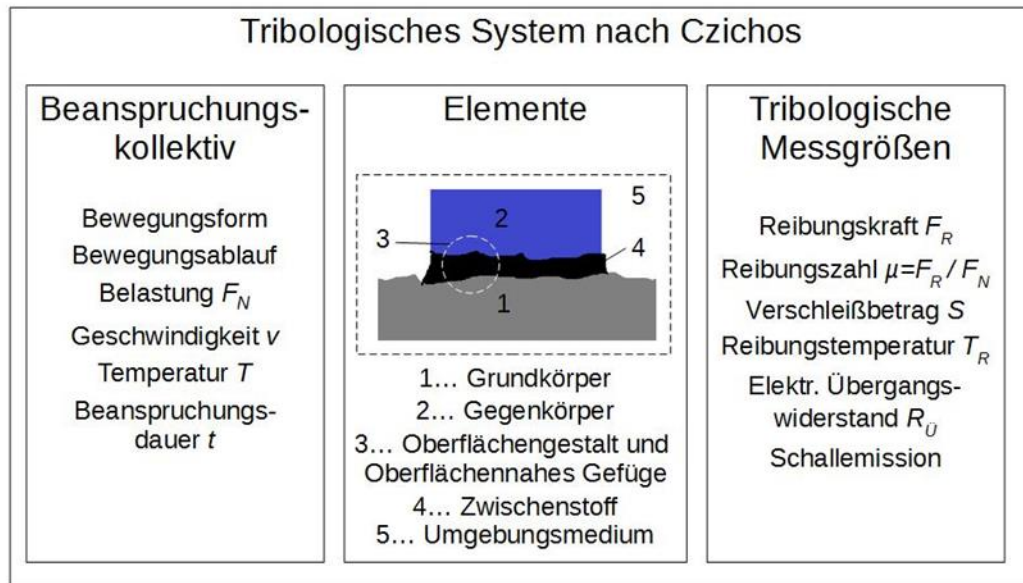 Tribologisches System nach Czichos
Beanspruchungs-
kollektiv
Bewegungsform
Bewegungsablauf
Belastung F_N
Geschwindigkeit v
Temperatur T
Beanspruchungs-
dauer t
Elemente
5
2
3
4
1
1... Grundkörper
2... Gegenkörper
3... Oberflächengestalt und
Oberflächennahes Gefüge
4... Zwischenstoff
5... Umgebungsmedium
Tribologische
Messgrößen
Reibungskraft F_R
Reibungszahl µ=F_R / F_N
Verschleißbetrag S
Reibungstemperatur T_R
Elektr. Übergangs-
widerstand R_Ü
Schallemission